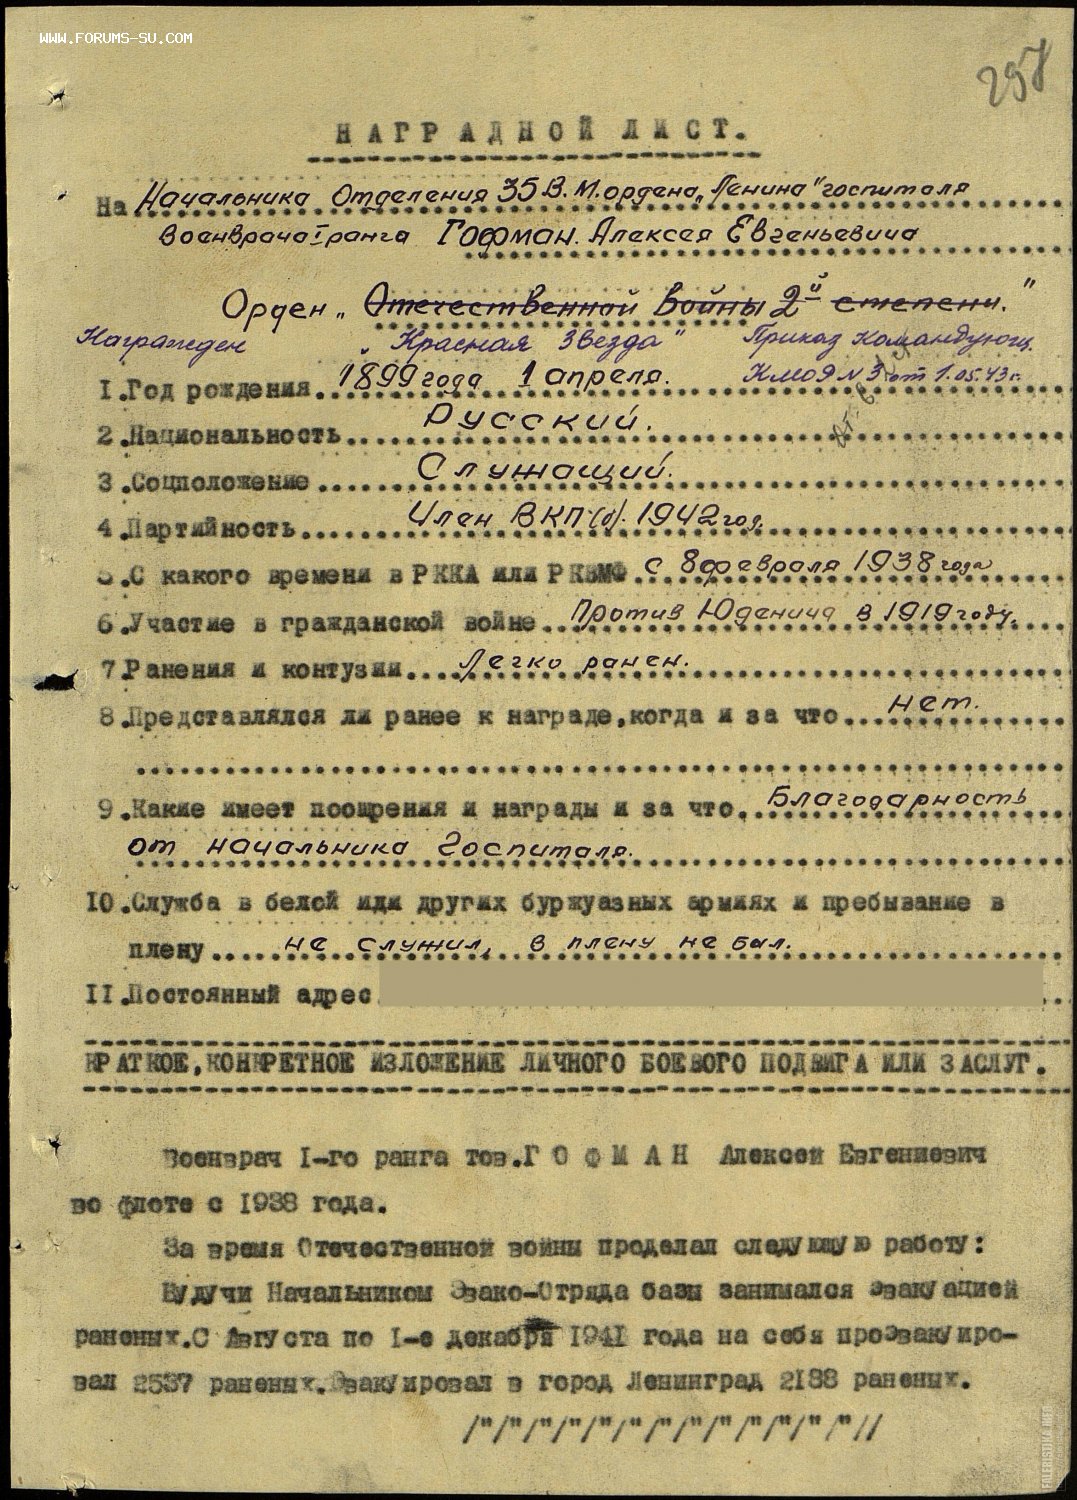 WWW.FORUMS-SU.COM
НАГРАДНОЙ ЛИСТ.
На Начальника Отделения 35 В.М. ордена „Ленина" госпиталя
Военврача I ранга Гофман. Алексея Евгеньевича
Орден „Отечественной Войны 2й степени."
Награжден „Красная Звезда" Приказ Командующ.
КМОР N 3 от 1.05.43 г.
I.Год рождения 1899 года 1 апреля.
2.Национальность Русский.
3.Соцположение Служащий.
4.Партийность Член ВКП(б). 1942 год.
5.С какого времени в РККА или РКВМФ с 8 февраля 1938 года
6.Участие в гражданской войне Против Юденича в 1919 году.
7.Ранения и контузии Легко ранен.
8.Представлялся ли ранее к награде,когда и за что нет.
9.Какие имеет поощрения и награды и за что Благодарность
от начальника Госпиталя.
10.Служба в белой иди других буржуазных армиях и пребывание в
плену не служил, в плену не был.
II.Постоянный адрес
КРАТКОЕ,КОНКРЕТНОЕ ИЗЛОЖЕНИЕ ЛИЧНОГО БОЕВОГО ПОДВИГА ИЛИ ЗАСЛУГ.
Военврач I-го ранга тов.ГОФМАН Алексей Евгениевич
во флоте с 1938 года.
За время Отечественной войны проделал следующую работу:
Будучи Начальником Эвако-Отряда базы занимался эвакуацией
раненых.С Августа по I-е декабря 1941 года на себя проэвакуиро-
вал 2537 раненых.Эвакуировал в город Ленинград 2188 раненых.
/"/"/"/"/"/"/"/"/"/"/"/"/"//
FALERISTIKA.INFO